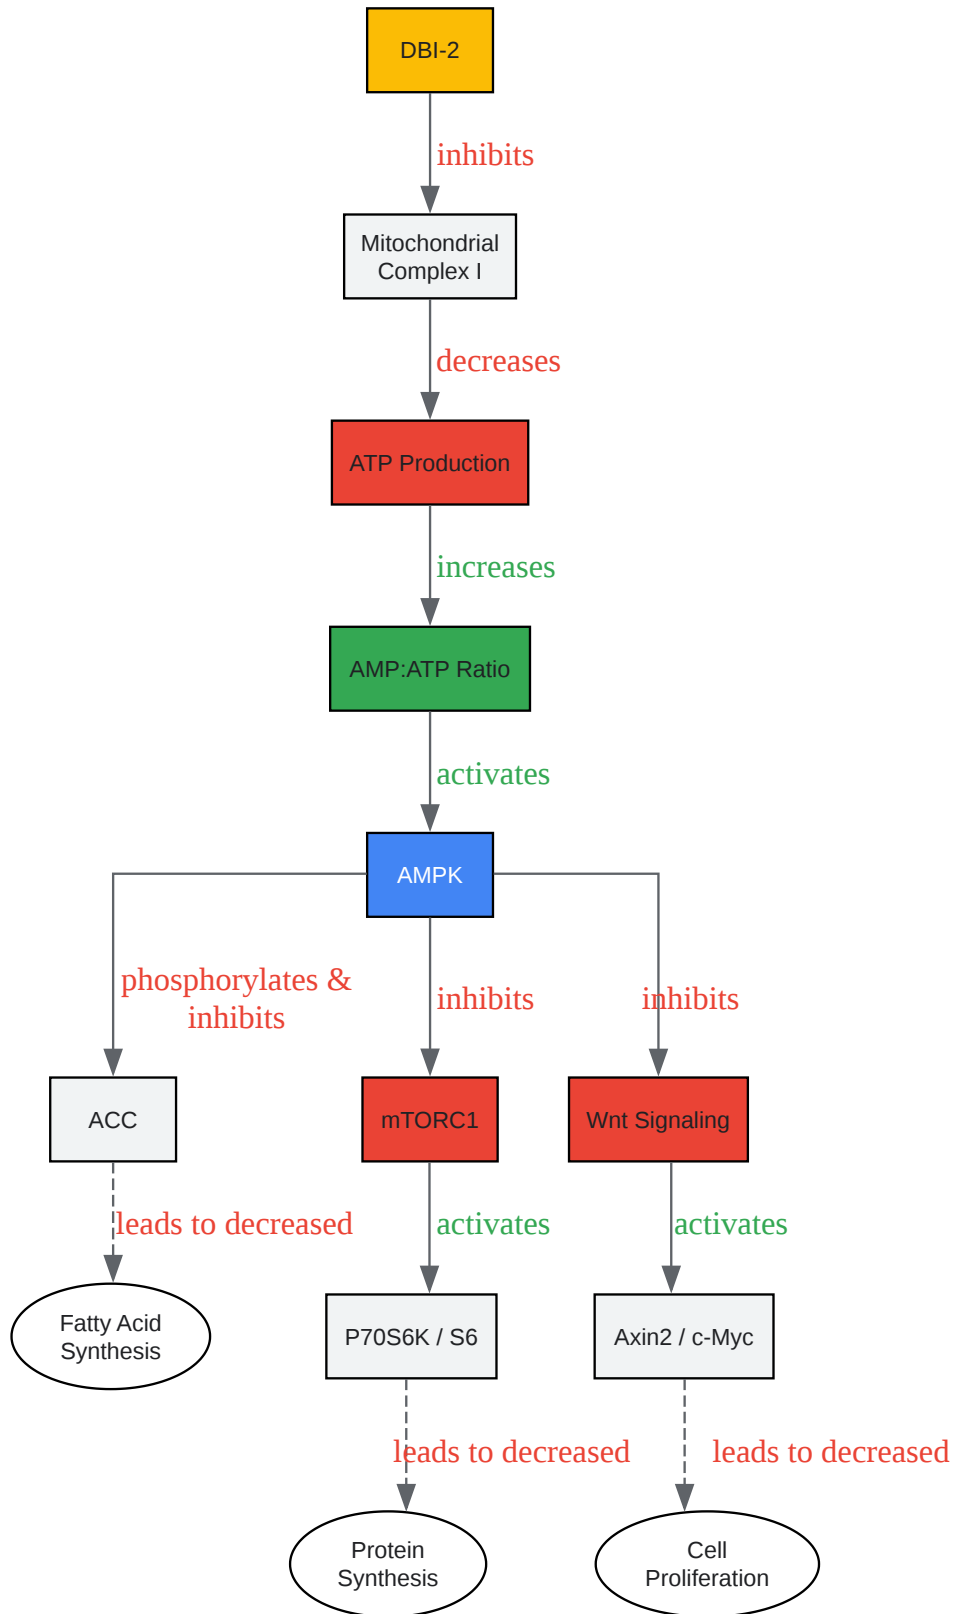 DBI-2
inhibits
Mitochondrial
Complex I
decreases
ATP Production
increases
AMP:ATP Ratio
activates
AMPK
phosphorylates &
inhibits
inhibits
inhibits
ACC
mTORC1
Wnt Signaling
leads to decreased
activates
activates
Fatty Acid
Synthesis
P70S6K / S6
Axin2 / c-Myc
leads to decreased
leads to decreased
Protein
Synthesis
Cell
Proliferation